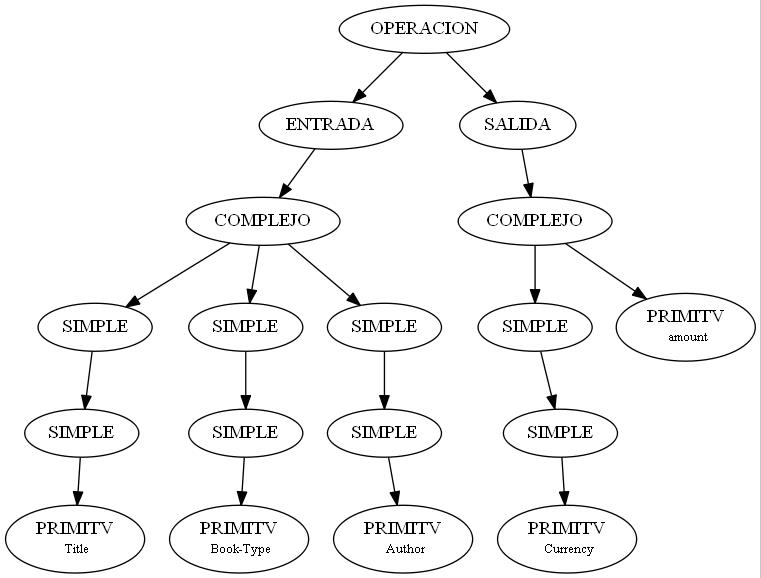 OPERACION
ENTRADA
SALIDA
COMPLEJO
COMPLEJO
SIMPLE
SIMPLE
SIMPLE
SIMPLE
PRIMITV
amount
SIMPLE
SIMPLE
SIMPLE
SIMPLE
PRIMITV
Title
PRIMITV
Book-Type
PRIMITV
Author
PRIMITV
Currency